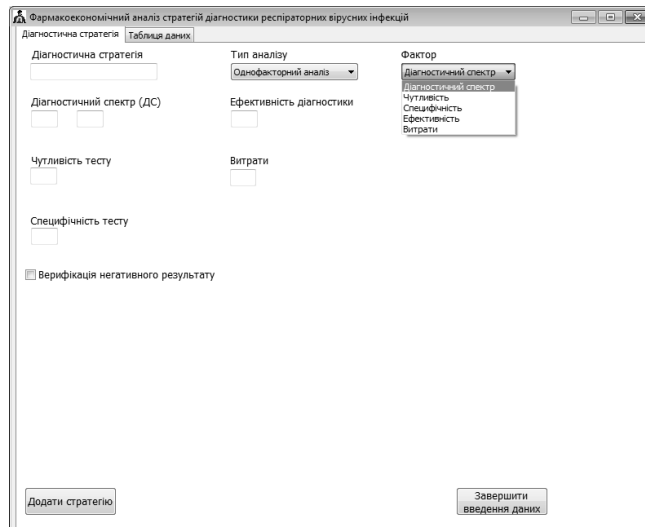 Фармакоекономічний аналіз стратегій діагностики респіраторних вірусних інфекцій
Діагностична стратегія Таблиця даних
Діагностична стратегія Тип аналізу Фактор
Однофакторний аналіз Діагностичний спектр
Діагностичний спектр
Чутливість
Специфічність
Ефективність
Витрати
Діагностичний спектр (ДС) Ефективність діагностики
Чутливість тесту Витрати
Специфічність тесту
Верифікація негативного результату
Додати стратегію
Завершити
введення даних